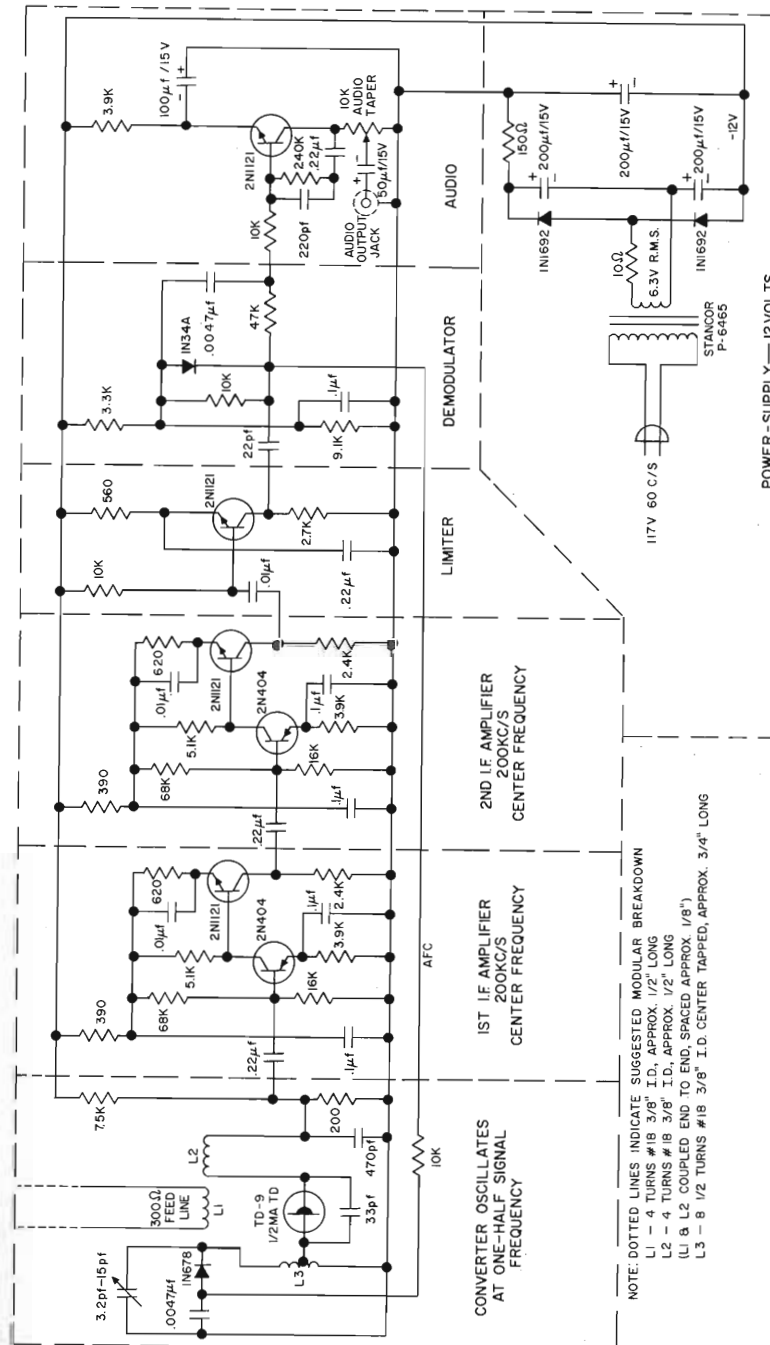 3.2pf-15pf
.0047µf
IN678
L3
300Ω
FEED
LINE
L1
L2
TD-9
1/2MA TD
33pf
470pf
7.5K
200
10K
CONVERTER OSCILLATES
AT ONE-HALF SIGNAL
FREQUENCY
390
68K
5.1K
.01µf
620
2N1121
2N404
.22µf
16K
3.9K
.1µf
2.4K
.1µf
AFC
1ST I.F. AMPLIFIER
200KC/S
CENTER FREQUENCY
390
68K
5.1K
.01µf
620
2N1121
2N404
.22µf
16K
39K
.1µf
2.4K
.1µf
2ND I.F. AMPLIFIER
200KC/S
CENTER FREQUENCY
10K
560
2N1121
.01µf
.22µf
2.7K
LIMITER
22pf
3.3K
10K
IN34A
.0047µf
47K
9.1K
.1µf
DEMODULATOR
3.9K
100µf/15V
- +
2N1121
10K
220pf
240K
.22µf
10K
AUDIO
TAPER
+ -
50µf/15V
AUDIO
OUTPUT
JACK
AUDIO
150Ω
200µf/15V
+ -
200µf/15V
+ -
200µf/15V
+ -
IN1692
IN1692
10Ω
6.3V R.M.S.
-12V
STANCOR
P-6465
117V 60 C/S
POWER-SUPPLY— 12 VOLTS
NOTE: DOTTED LINES INDICATE SUGGESTED MODULAR BREAKDOWN
L1 - 4 TURNS #18 3/8" I.D., APPROX. 1/2" LONG
L2 - 4 TURNS #18 3/8" I.D., APPROX. 1/2" LONG
(L1 & L2 COUPLED END TO END, SPACED APPROX. 1/8")
L3 - 8 1/2 TURNS #18 3/8" I.D. CENTER TAPPED, APPROX. 3/4" LONG